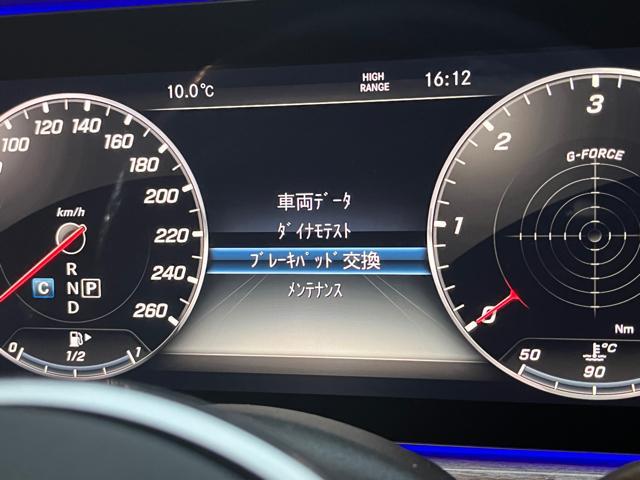 10.0°C
HIGH
RANGE
16:12
車両データ
ﾀﾞｲﾅﾓﾃｽﾄ
ﾌﾞﾚｰｷﾊﾟｯﾄﾞ交換
ﾒﾝﾃﾅﾝｽ
100
120
140
160
180
200
220
240
260
km/h
R
N
D
C
P
0
1/2
1
3
2
1
0
G-FORCE
Nm
50
°C
90